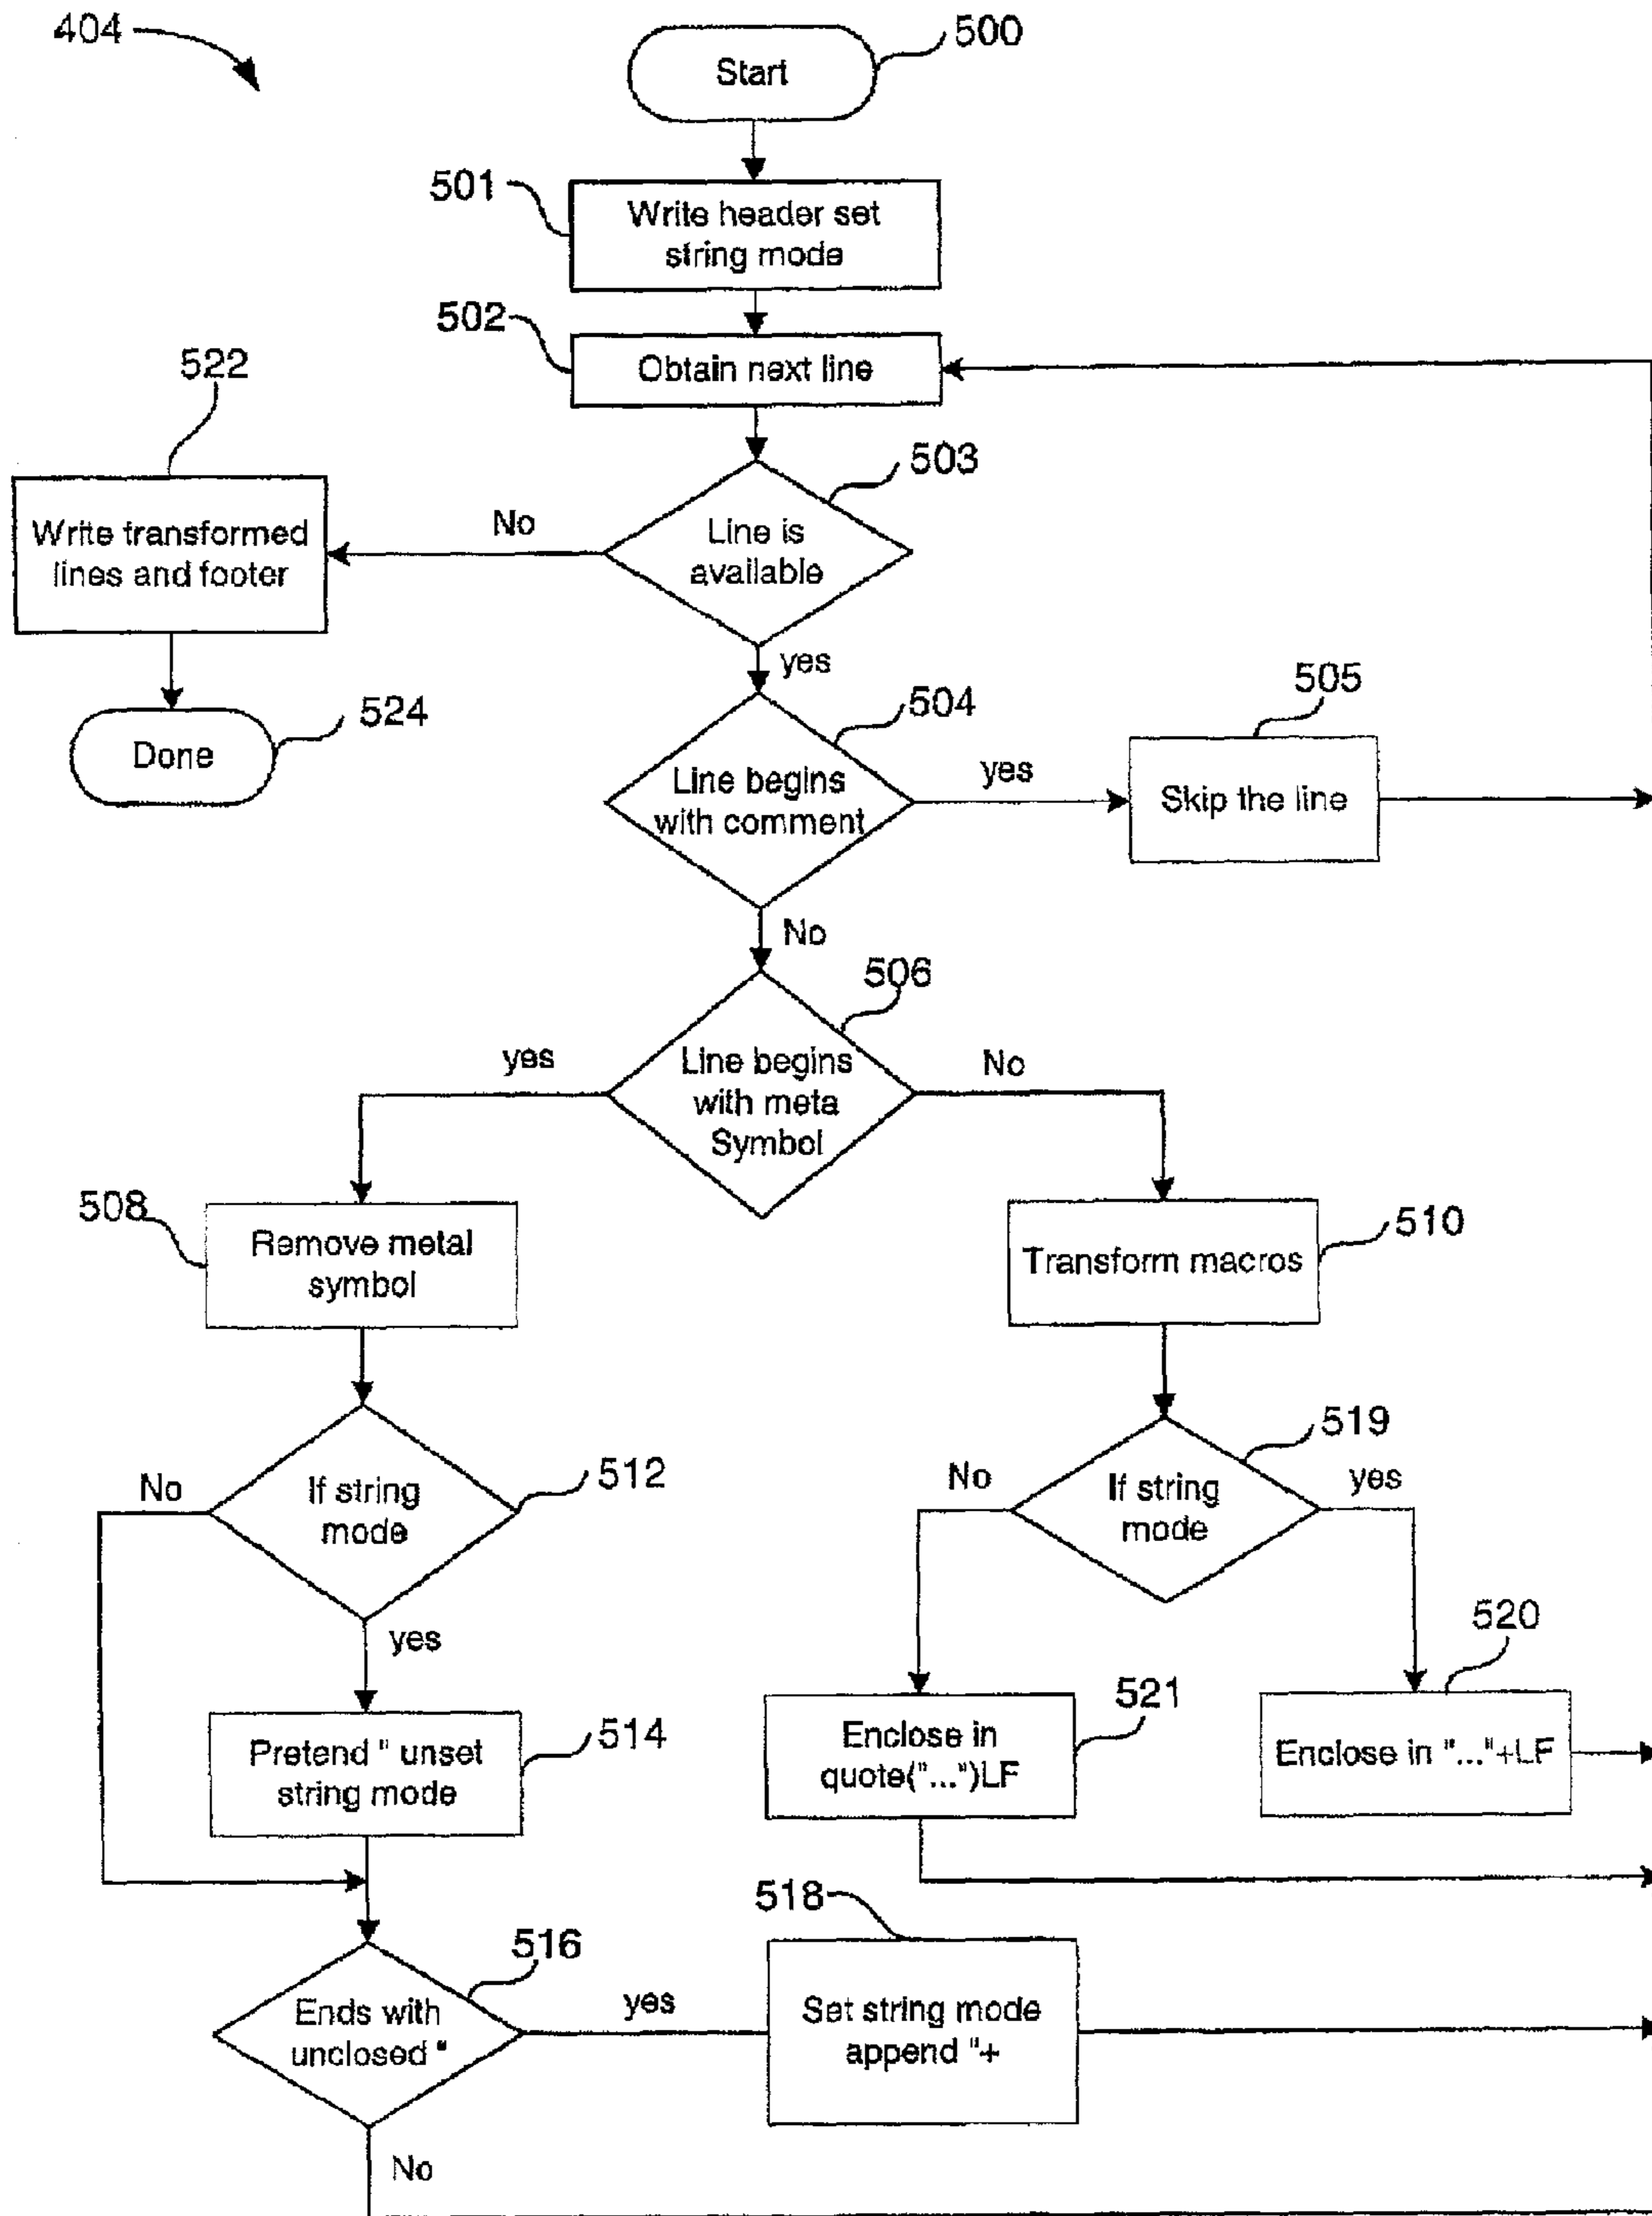 404
500
Start
501
Write header set
string mode
502
Obtain next line
522
503
Write transformed
lines and footer
No
Line is
available
yes
505
504
524
Done
Line begins
with comment
yes
Skip the line
No
506
yes
Line begins
with meta
Symbol
No
508
Remove metal
symbol
510
Transform macros
519
512
No
If string
mode
No
If string
mode
yes
yes
520
521
514
Pretend " unset
string mode
Enclose in
quote("...")LF
Enclose in "..."+LF
518
516
Ends with
unclosed "
yes
Set string mode
append "+
No